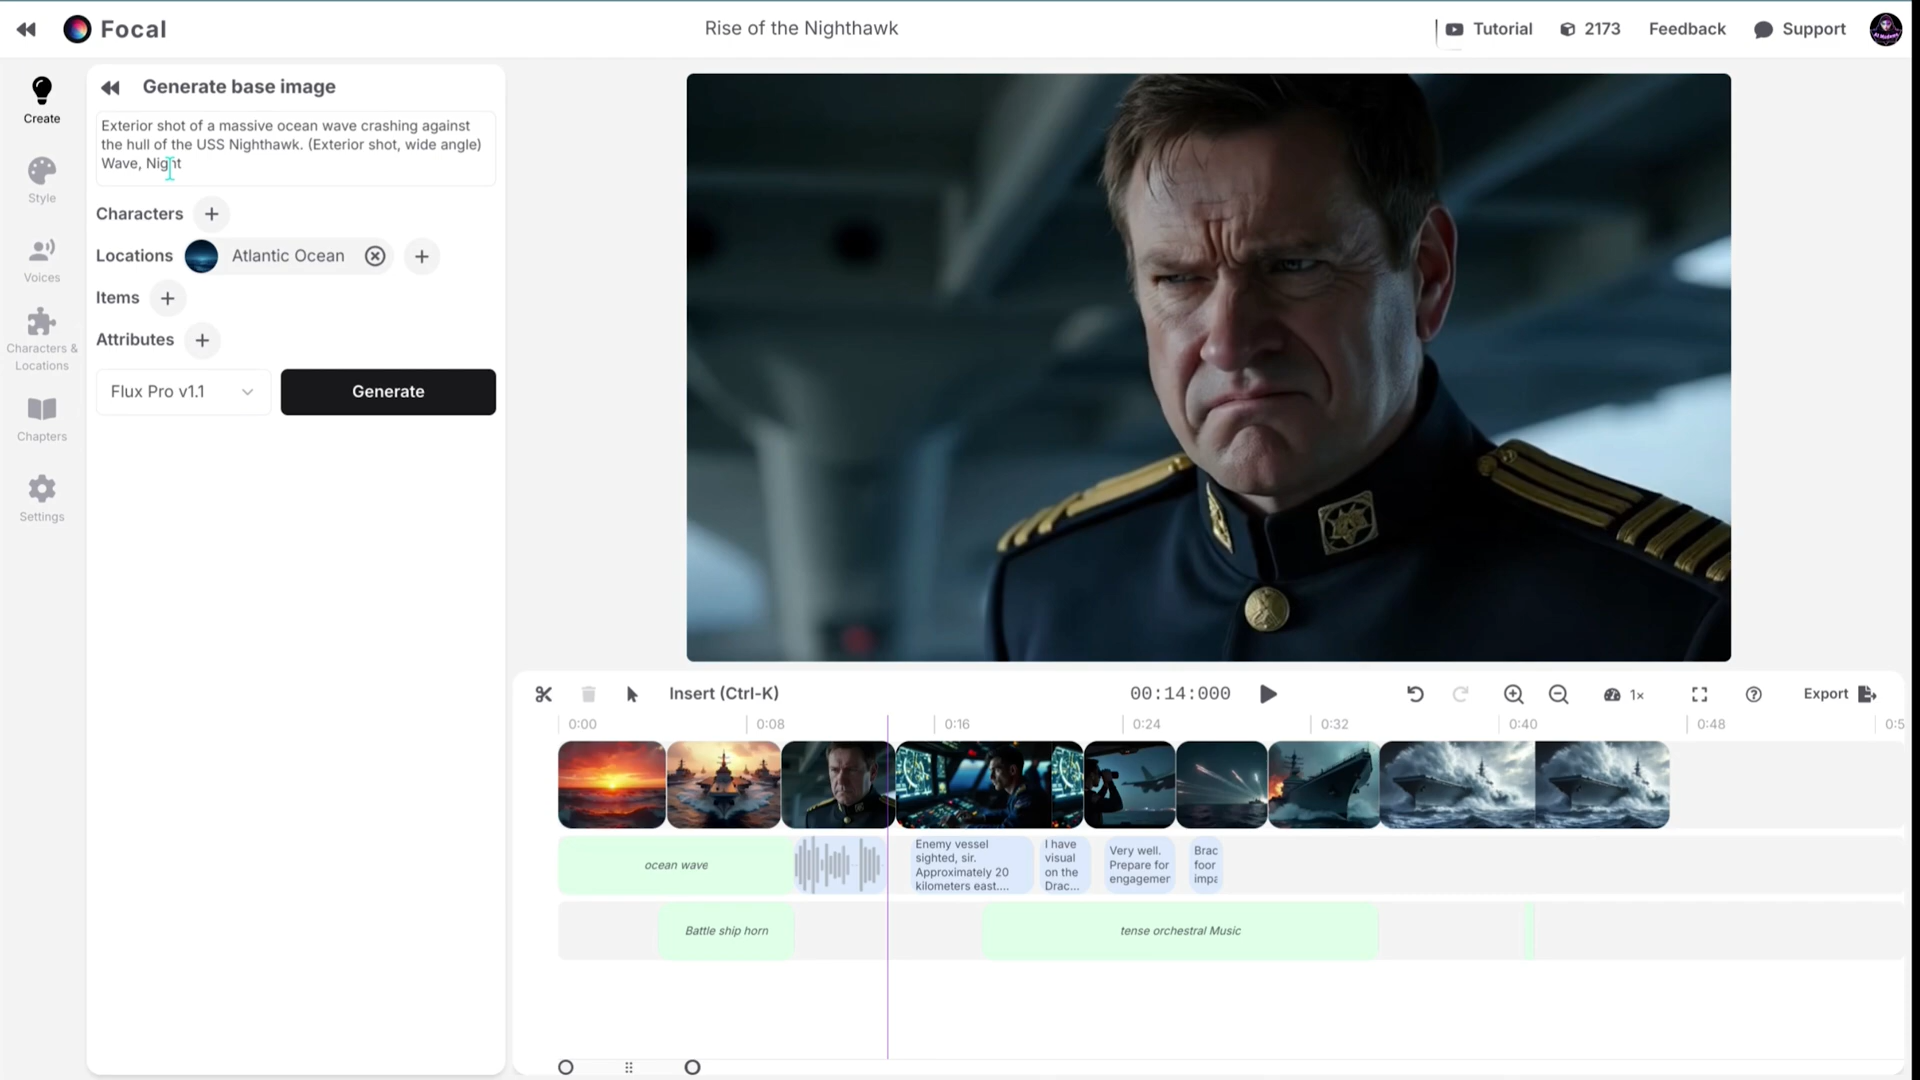 Focal
Rise of the Nighthawk
Tutorial
2173
Feedback
Support
Create
Style
Voices
Characters &
Locations
Chapters
Settings
Generate base image
Exterior shot of a massive ocean wave crashing against
the hull of the USS Nighthawk. (Exterior shot, wide angle)
Wave, Night
Characters
Locations Atlantic Ocean
Items
Attributes
Flux Pro v1.1
Generate
Insert (Ctrl-K)
00:14:000
1×
Export
0:00 0:08 0:16 0:24 0:32 0:40 0:48 0:5
ocean wave
Enemy vessel
sighted, sir.
Approximately 20
kilometers east....
I have
visual
on the
Drac...
Very well.
Prepare for
engagemer
Brac
foor
impa
Battle ship horn
tense orchestral Music